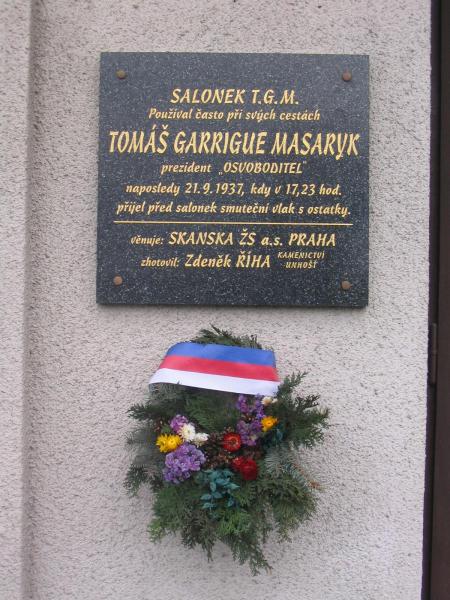 SALONEK T.G.M.
Používal často při svých cestách
TOMÁŠ GARRIGUE MASARYK
prezident „OSVOBODITEL"
naposledy 21.9.1937, kdy v 17,23 hod.
přijel před salonek smuteční vlak s ostatky.
věnuje: SKANSKA ŽS a.s. PRAHA
zhotovil: Zdeněk ŘÍHA KAMENICTVÍ
UNHOŠŤ